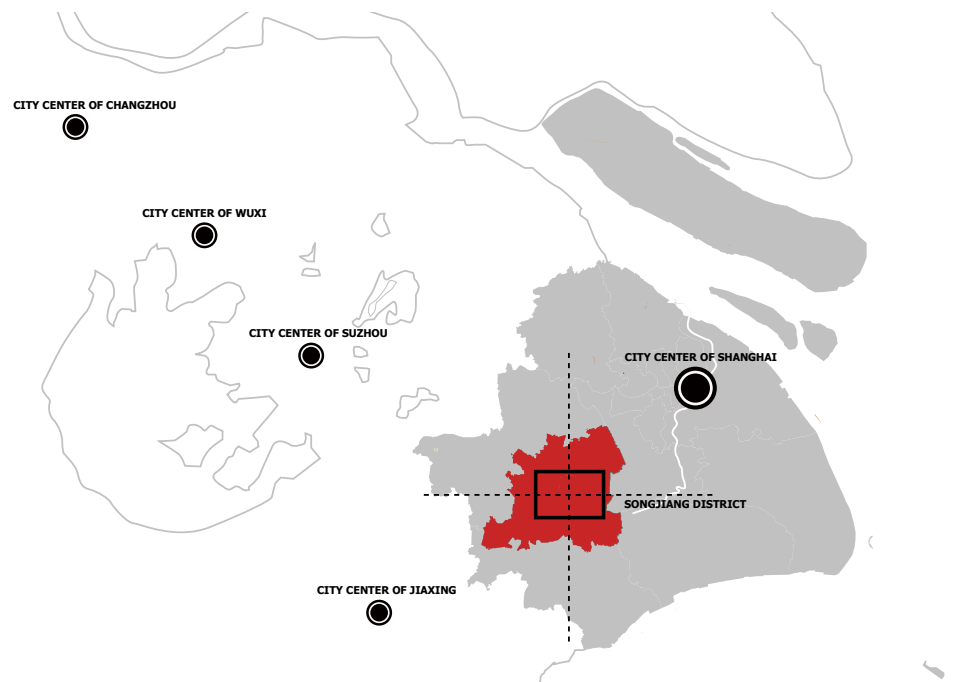 CITY CENTER OF CHANGZHOU
CITY CENTER OF WUXI
CITY CENTER OF SUZHOU
CITY CENTER OF SHANGHAI
SONGJIANG DISTRICT
CITY CENTER OF JIAXING